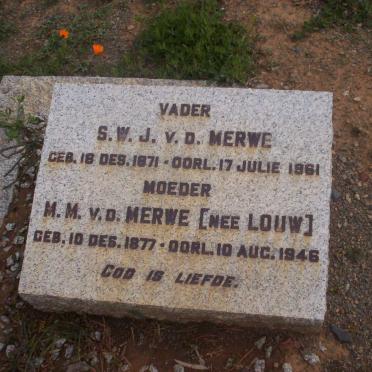 VADER
S.W.J. V.D. MERWE
GEB. 18 DES. 1871 - OORL. 17 JULIE 1961
MOEDER
M.M. V.D. MERWE [NEE LOUW]
GEB. 10 DES. 1877 - OORL. 10 AUG. 1946
GOD IS LIEFDE.